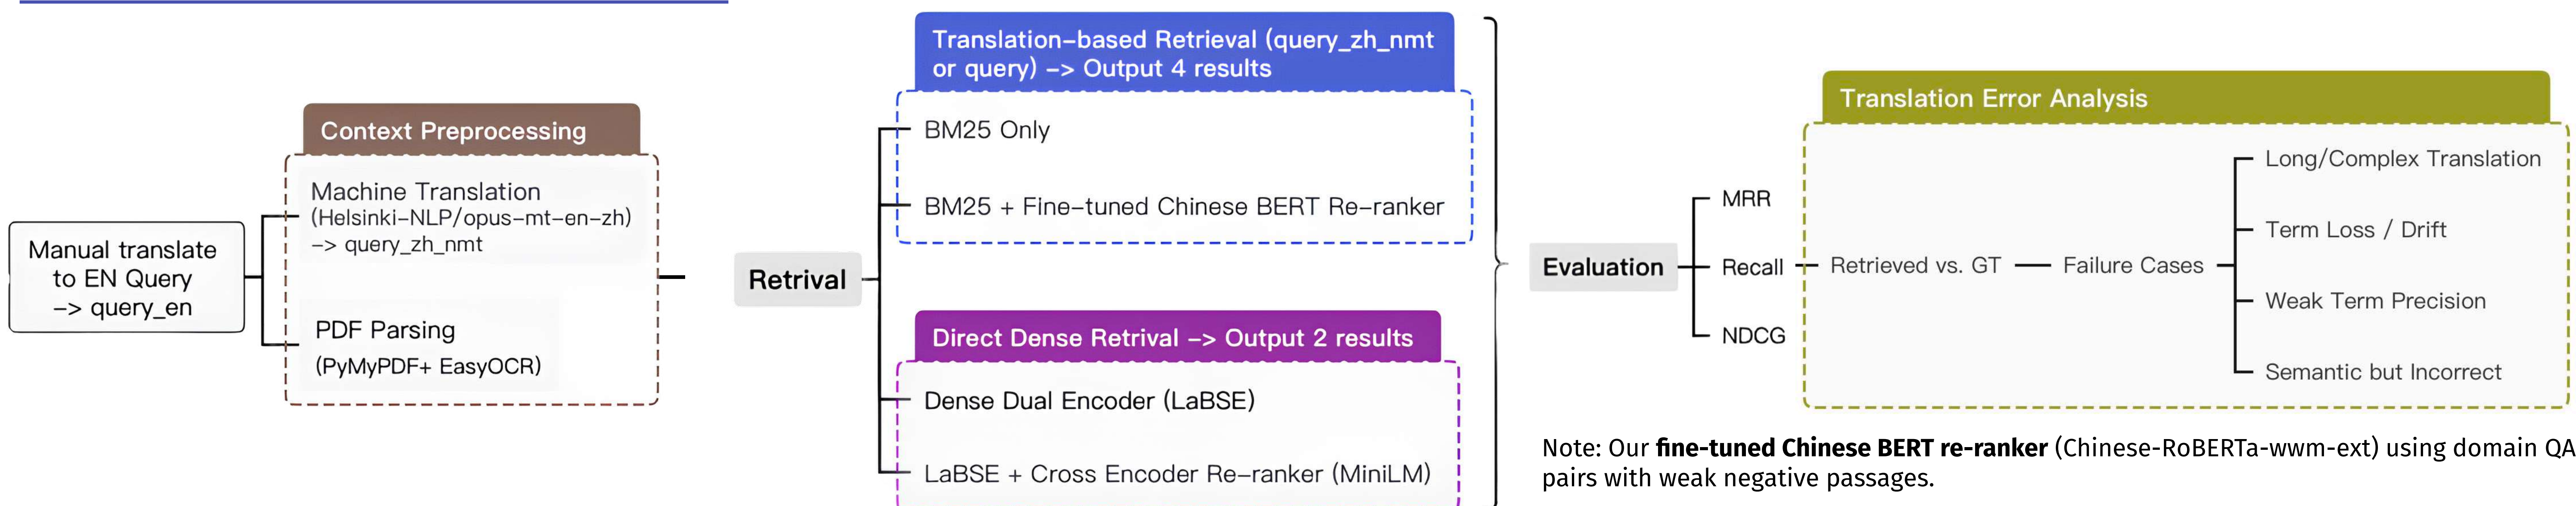 Manual translate
to EN Query
-> query_en
Context Preprocessing
Machine Translation
(Helsinki-NLP/opus-mt-en-zh)
-> query_zh_nmt
PDF Parsing
(PyMyPDF+ EasyOCR)
Retrival
Translation-based Retrieval (query_zh_nmt
or query) -> Output 4 results
BM25 Only
BM25 + Fine-tuned Chinese BERT Re-ranker
Direct Dense Retrival -> Output 2 results
Dense Dual Encoder (LaBSE)
LaBSE + Cross Encoder Re-ranker (MiniLM)
Evaluation
MRR
Recall
NDCG
Translation Error Analysis
Retrieved vs. GT
Failure Cases
Long/Complex Translation
Term Loss / Drift
Weak Term Precision
Semantic but Incorrect
Note: Our fine-tuned Chinese BERT re-ranker (Chinese-RoBERTa-wwm-ext) using domain QA
pairs with weak negative passages.